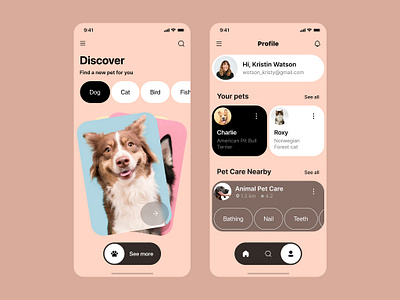 9:41
Discover
Find a new pet for you
Dog
Cat
Bird
Fish
See more
9:41
Profile
Hi, Kristin Watson
watson_kristy@gmail.com
Your pets
See all
Charlie
American Pit Bull
Terrier
Roxy
Norwegian
Forest cat
Pet Care Nearby
See all
Animal Pet Care
1.2 km
4.2
Bathing
Nail
Teeth